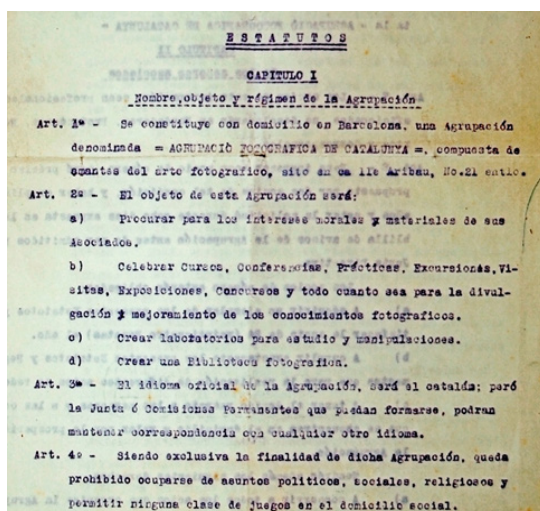 ESTATUTOS
CAPÍTULO I
Nombre, objeto y régimen de la Agrupación
Art. 1º - Se constituye con domicilio en Barcelona, una Agrupación
denominada = AGRUPACIÒ FOTOGRAFICA DE CATALUNYA =, compuesta de
amantes del arte fotografico, sito en ca lle Aribau, No.21 entlo.
Art. 2º - El objeto de esta Agrupación será:
a) Procurar para los intereses morales y materiales de sus
Asociados.
b) Celebrar Cursos, Conferencias, Prácticas, Excursiones, Vi-
sitas, Exposiciones, Concursos y todo cuanto sea para la divul-
gación y mejoramiento de los conocimientos fotograficos.
c) Crear laboratorios para estudio y manipulaciones.
d) Crear una Biblioteca fotografica.
Art. 3º - El idioma oficial de la Agrupación, será el catalán; peró
la Junta ó Comisiones Permanentes que puedan formarse, podran
mantener correspondencia con cualquier otro idioma.
Art. 4º - Siendo exclusiva la finalidad de dicha Agrupación, queda
prohibido ocuparse de asuntos politicos, sociales, religiosos y
permitir ninguna clase de juegos en el domicilio social.